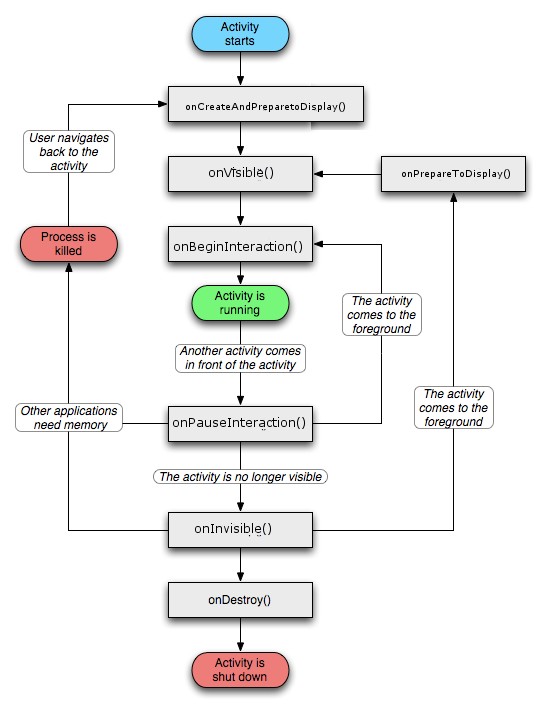 Activity
starts
onCreateAndPreparetoDisplay()
User navigates
back to the
activity
onVisible()
onPrepareToDisplay()
Process is
killed
onBeginInteraction()
Activity is
running
The activity
comes to the
foreground
Another activity comes
in front of the activity
The activity
comes to the
foreground
Other applications
need memory
onPauseInteraction()
The activity is no longer visible
onInvisible()
onDestroy()
Activity is
shut down